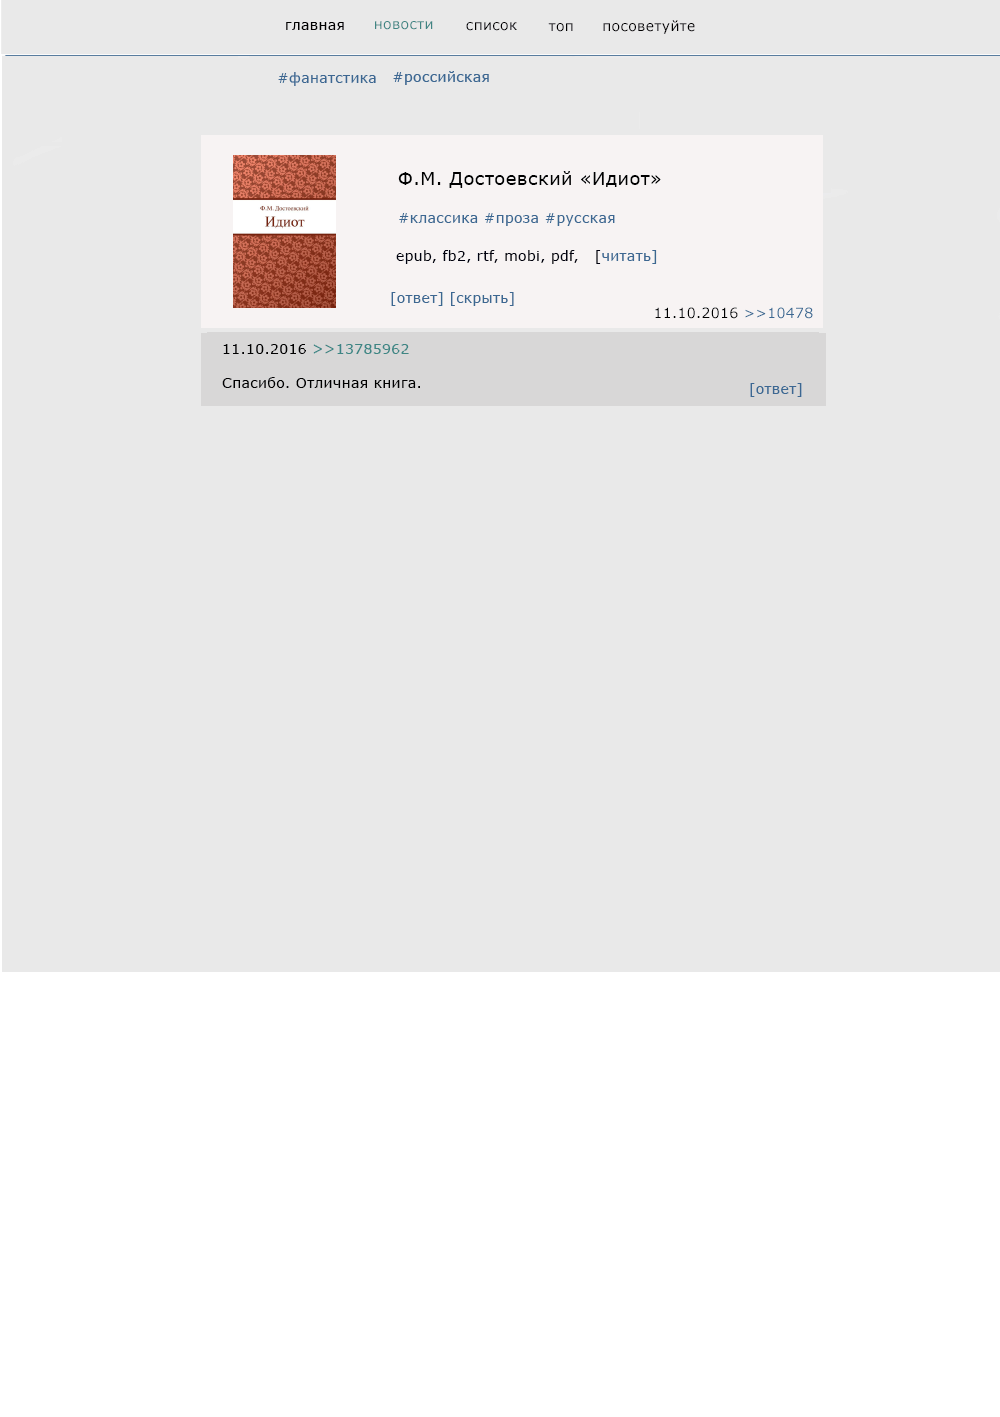 главная новости список топ посоветуйте
#фанатстика #российская
Ф.М. Достоевский «Идиот»
Ф.М. Достоевский
Идиот
#классика #проза #русская
epub, fb2, rtf, mobi, pdf, [читать]
[ответ] [скрыть]
11.10.2016 >>10478
11.10.2016 >>13785962
Спасибо. Отличная книга.
[ответ]